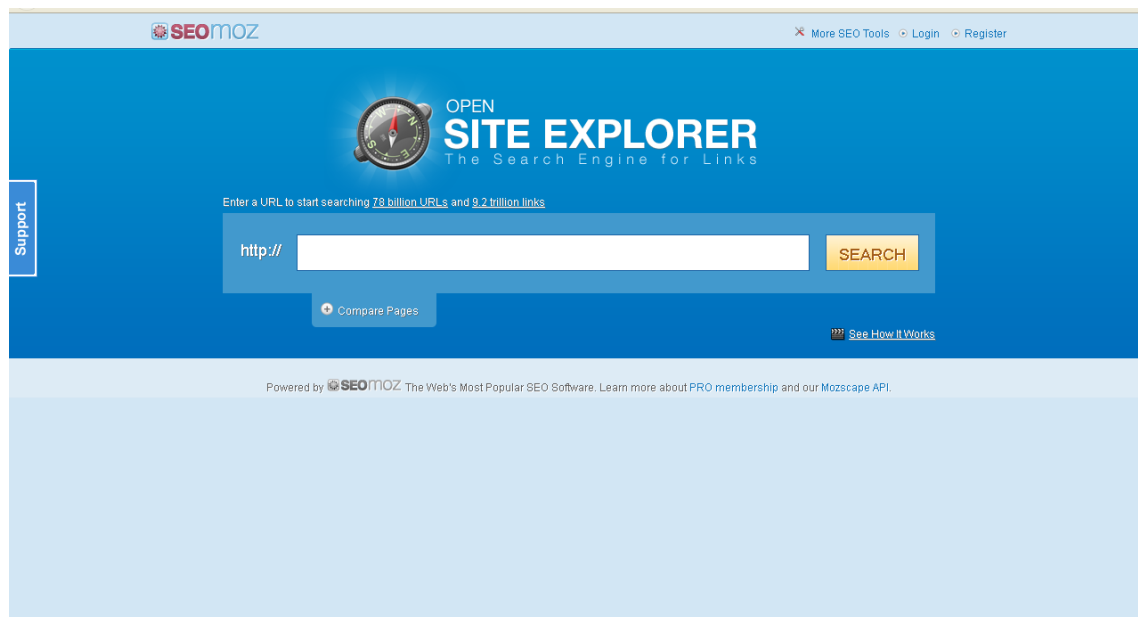 SEOmoz
More SEO Tools Login Register
OPEN
SITE EXPLORER
The Search Engine for Links
W N S E
Support
Enter a URL to start searching 78 billion URLs and 9.2 trillion links
http://
SEARCH
Compare Pages
See How It Works
Powered by SEOmoz The Web's Most Popular SEO Software. Learn more about PRO membership and our Mozscape API.